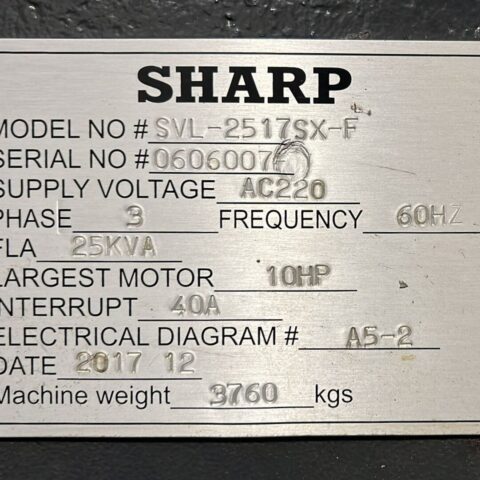 SHARP
MODEL NO # SVL-2517SX-F
SERIAL NO # 0606007
SUPPLY VOLTAGE AC220
PHASE 3 FREQUENCY 60HZ
FLA 25KVA
LARGEST MOTOR 10HP
INTERRUPT 40A
ELECTRICAL DIAGRAM # A5-2
DATE 2017 12
Machine weight 3760 kgs